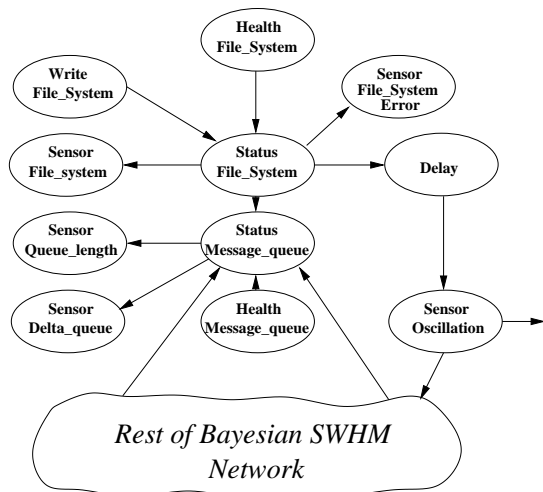 Health
File_System
Write
File_System
Sensor
File_System
Error
Sensor
File_system
Status
File_System
Delay
Sensor
Queue_length
Status
Message_queue
Sensor
Delta_queue
Health
Message_queue
Sensor
Oscillation
Rest of Bayesian SWHM
Network